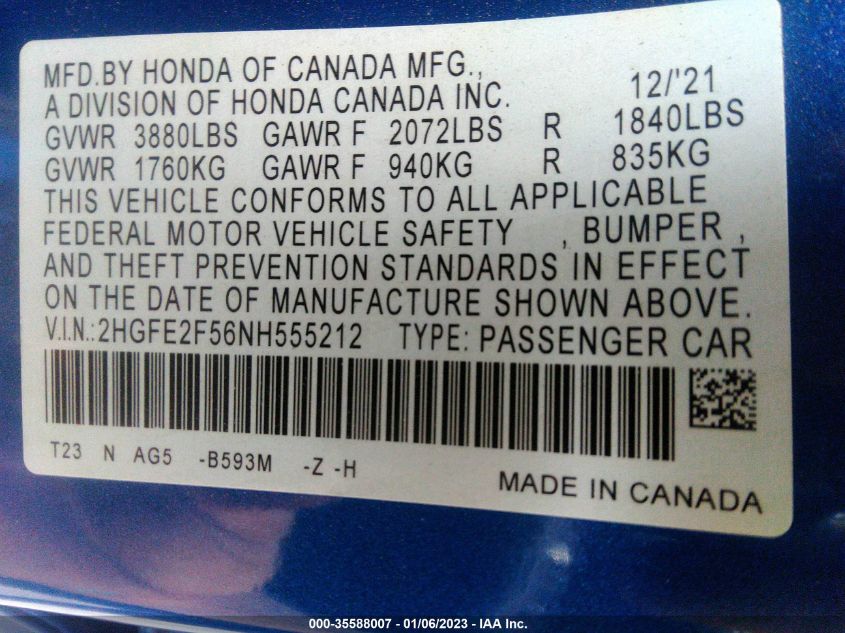 MFD.BY HONDA OF CANADA MFG.,
A DIVISION OF HONDA CANADA INC. 12/'21
GVWR 3880LBS GAWR F 2072LBS R 1840LBS
GVWR 1760KG GAWR F 940KG R 835KG
THIS VEHICLE CONFORMS TO ALL APPLICABLE
FEDERAL MOTOR VEHICLE SAFETY , BUMPER ,
AND THEFT PREVENTION STANDARDS IN EFFECT
ON THE DATE OF MANUFACTURE SHOWN ABOVE.
V.I.N.:2HGFE2F56NH555212 TYPE: PASSENGER CAR
T23 N AG5 -B593M -Z -H
MADE IN CANADA
000-35588007 - 01/06/2023 - IAA Inc.